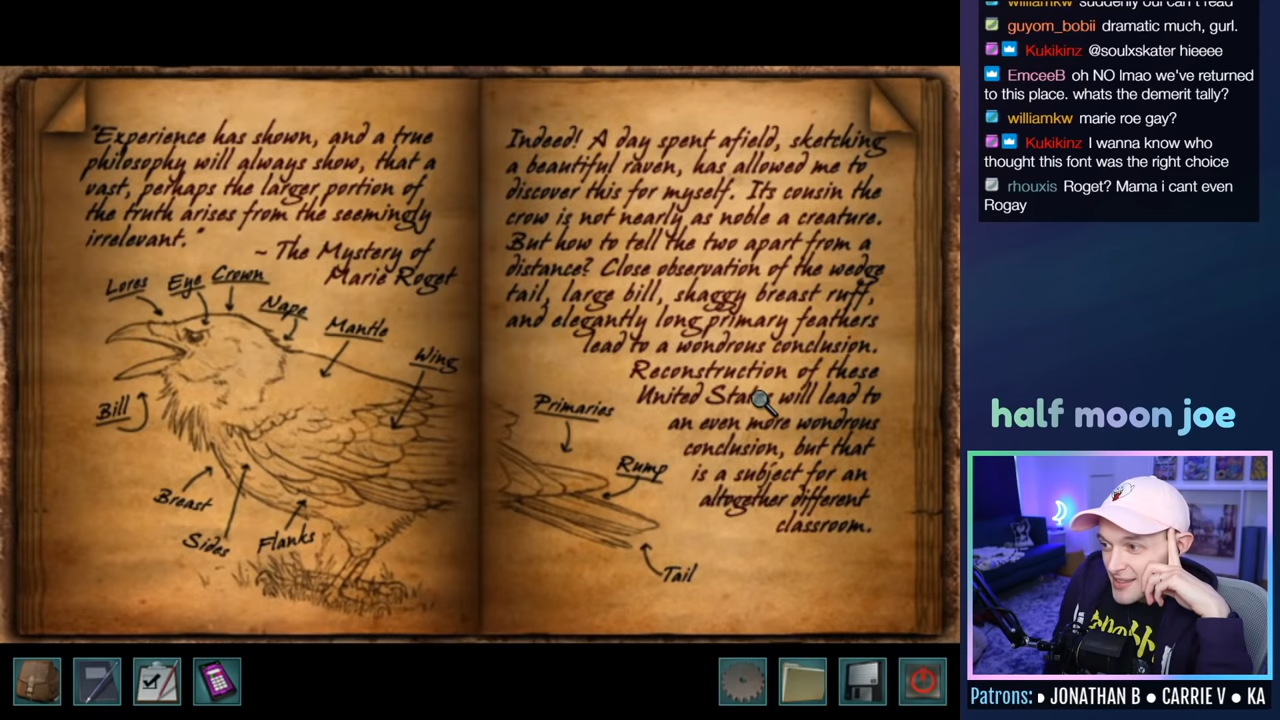 "Experience has shown, and a true
philosophy will always show, that a
vast, perhaps the larger portion of
the truth arises from the seemingly
irrelevant."
~ The Mystery of
Marie Roget
Lores
Eye
Crown
Nape
Mantle
Wing
Bill
Breast
Sides
Flanks
Indeed! A day spent afield, sketching
a beautiful raven, has allowed me to
discover this for myself. Its cousin the
crow is not nearly as noble a creature.
But how to tell the two apart from a
distance? Close observation of the wedge
tail, large bill, shaggy breast ruff,
and elegantly long primary feathers
lead to a wondrous conclusion.
Reconstruction of these
United States will lead to
an even more wondrous
conclusion, but that
is a subject for an
altogether different
classroom.
Primaries
Rump
Tail
williamkw suddenly oui can't read
guyom_bobii dramatic much, gurl.
Kukikinz @soulxskater hieeee
EmceeB oh NO lmao we've returned
to this place. whats the demerit tally?
williamkw marie roe gay?
Kukikinz I wanna know who
thought this font was the right choice
rhouxis Roget? Mama i cant even
Rogay
half moon joe
Patrons: JONATHAN B ● CARRIE V ● KA